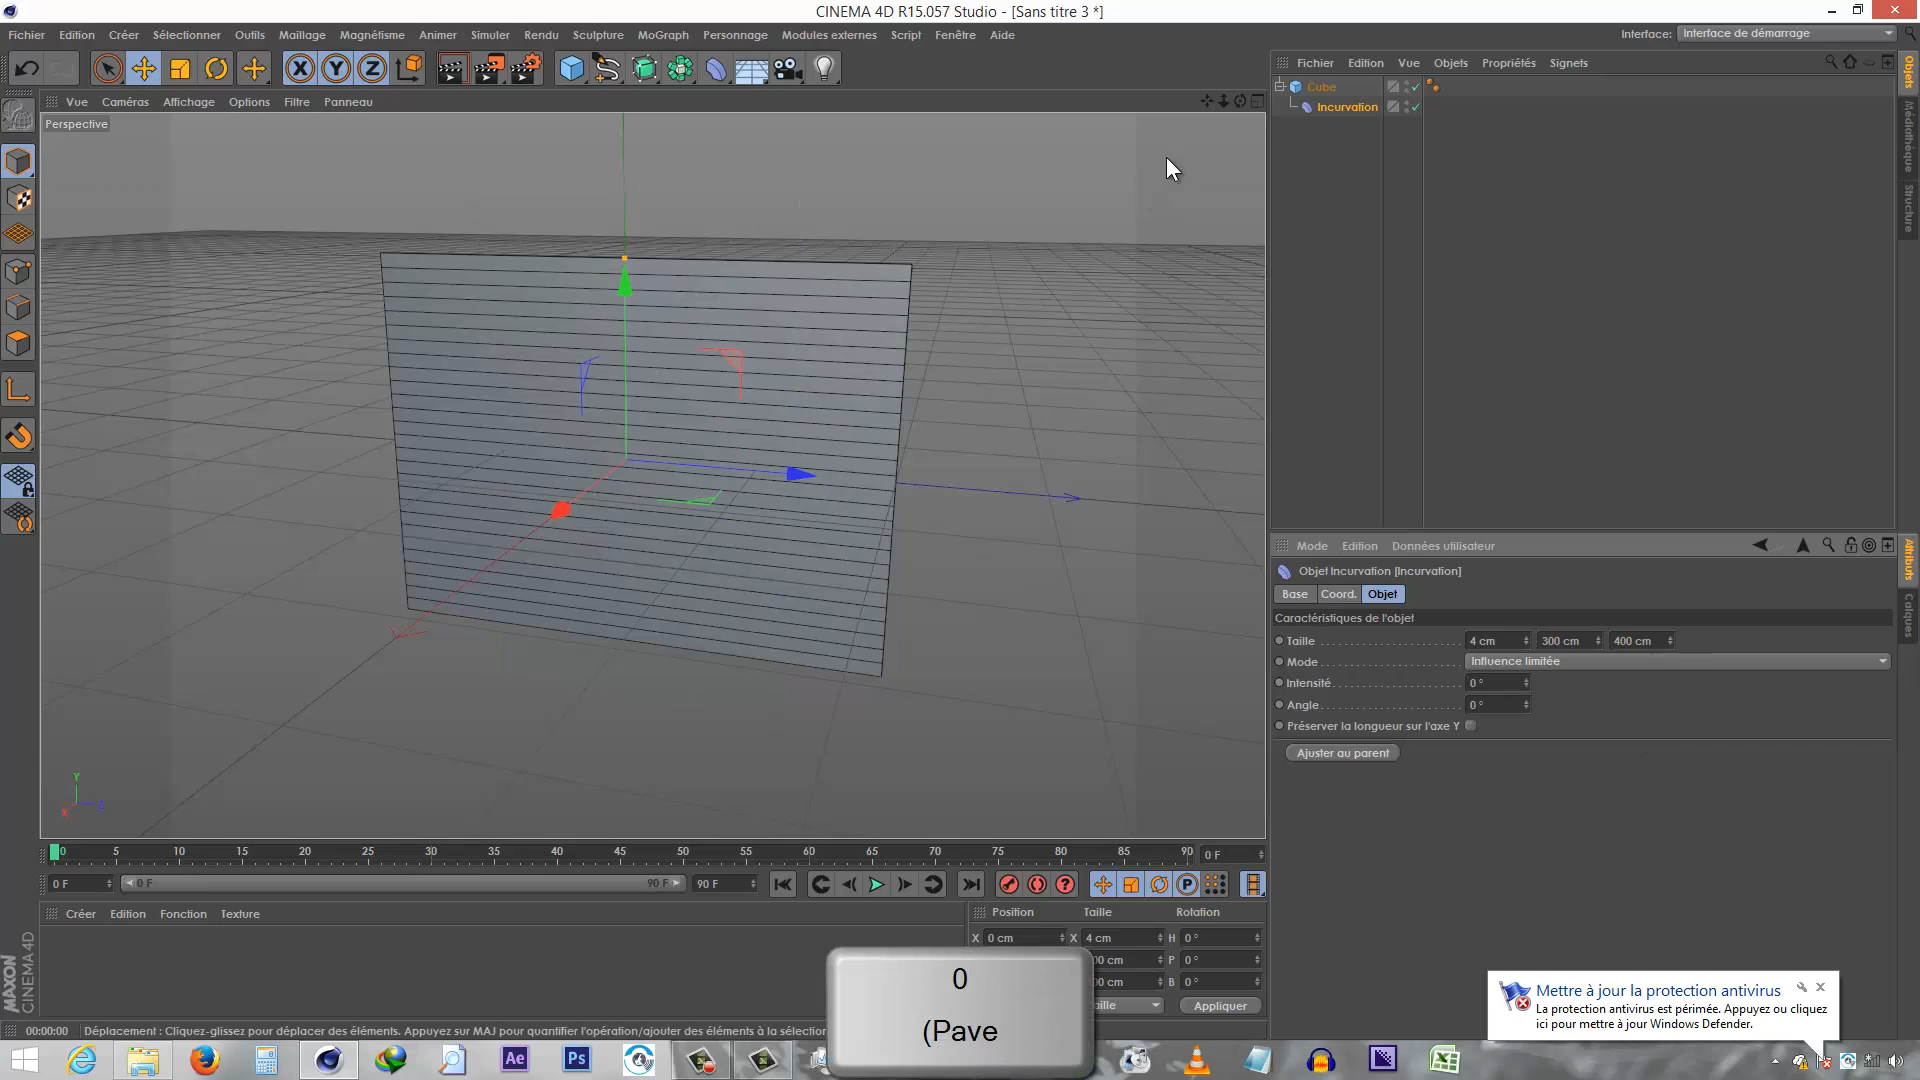 CINEMA 4D R15.057 Studio - [Sans titre 3 *]
Fichier Edition Créer Sélectionner Outils Maillage Magnétisme Animer Simuler Rendu Sculpture MoGraph Personnage Modules externes Script Fenêtre Aide
Interface: Interface de démarrage
X Y Z
Fichier Edition Vue Objets Propriétés Signets
Objets
Médiathèque
Structure
Cube
Incurvation
Vue Caméras Affichage Options Filtre Panneau
Perspective
Y
X Z
Mode Edition Données utilisateur
Attributs
Calques
Objet Incurvation [Incurvation]
Base Coord. Objet
Caractéristiques de l'objet
Taille 4 cm 300 cm 400 cm
Mode Influence limitée
Intensité 0 °
Angle 0 °
Préserver la longueur sur l'axe Y
Ajuster au parent
0 5 10 15 20 25 30 35 40 45 50 55 60 65 70 75 80 85 90 0 F
0 F 0 F 90 F 90 F
P
Créer Edition Fonction Texture
Position Taille Rotation
X 0 cm X 4 cm H 0 °
00 cm P 0 °
00 cm B 0 °
aille Appliquer
MAXON
CINEMA 4D
0
(Pave
Mettre à jour la protection antivirus
La protection antivirus est périmée. Appuyez ou cliquez
ici pour mettre à jour Windows Defender.
00:00:00 Déplacement : Cliquez-glissez pour déplacer des éléments. Appuyez sur MAJ pour quantifier l'opération/ajouter des éléments à la sélection
Ae Ps